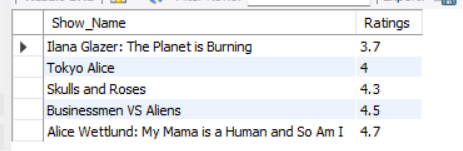 Show_Name Ratings
Ilana Glazer: The Planet is Burning 3.7
Tokyo Alice 4
Skulls and Roses 4.3
Businessmen VS Aliens 4.5
Alice Wettlund: My Mama is a Human and So Am I 4.7